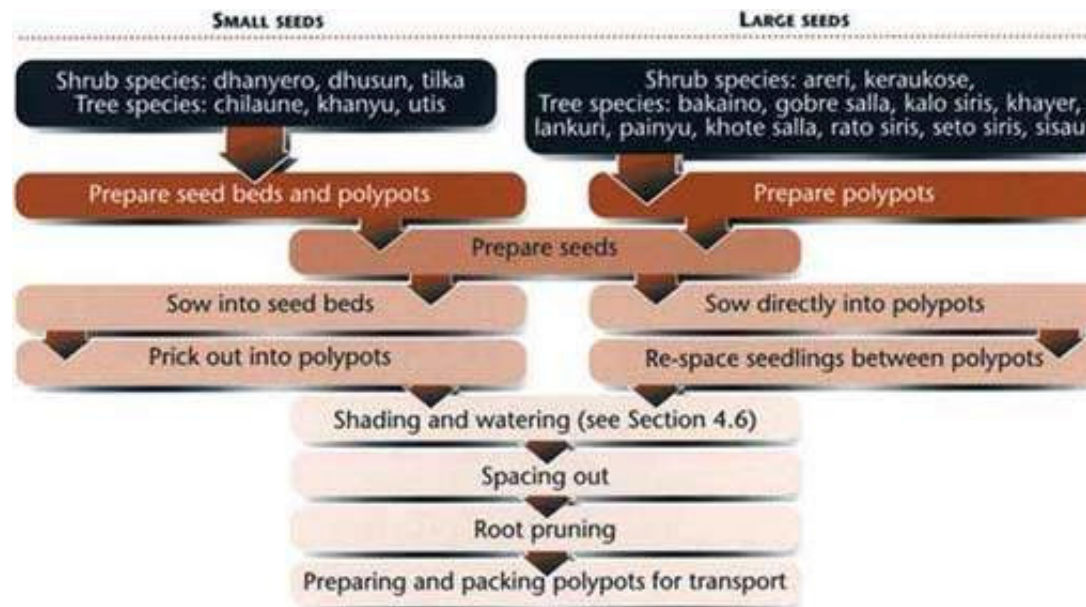 SMALL SEEDS
LARGE SEEDS
Shrub species: dhanyero, dhusun, tilka
Tree species: chilaune, khanyu, utis
Shrub species: areri, keraukose,
Tree species: bakaino, gobre salla, kalo siris, khayer,
lankuri, painyu, khote salla, rato siris, seto siris, sisau
Prepare seed beds and polypots
Prepare polypots
Prepare seeds
Sow into seed beds
Sow directly into polypots
Prick out into polypots
Re-space seedlings between polypots
Shading and watering (see Section 4.6)
Spacing out
Root pruning
Preparing and packing polypots for transport